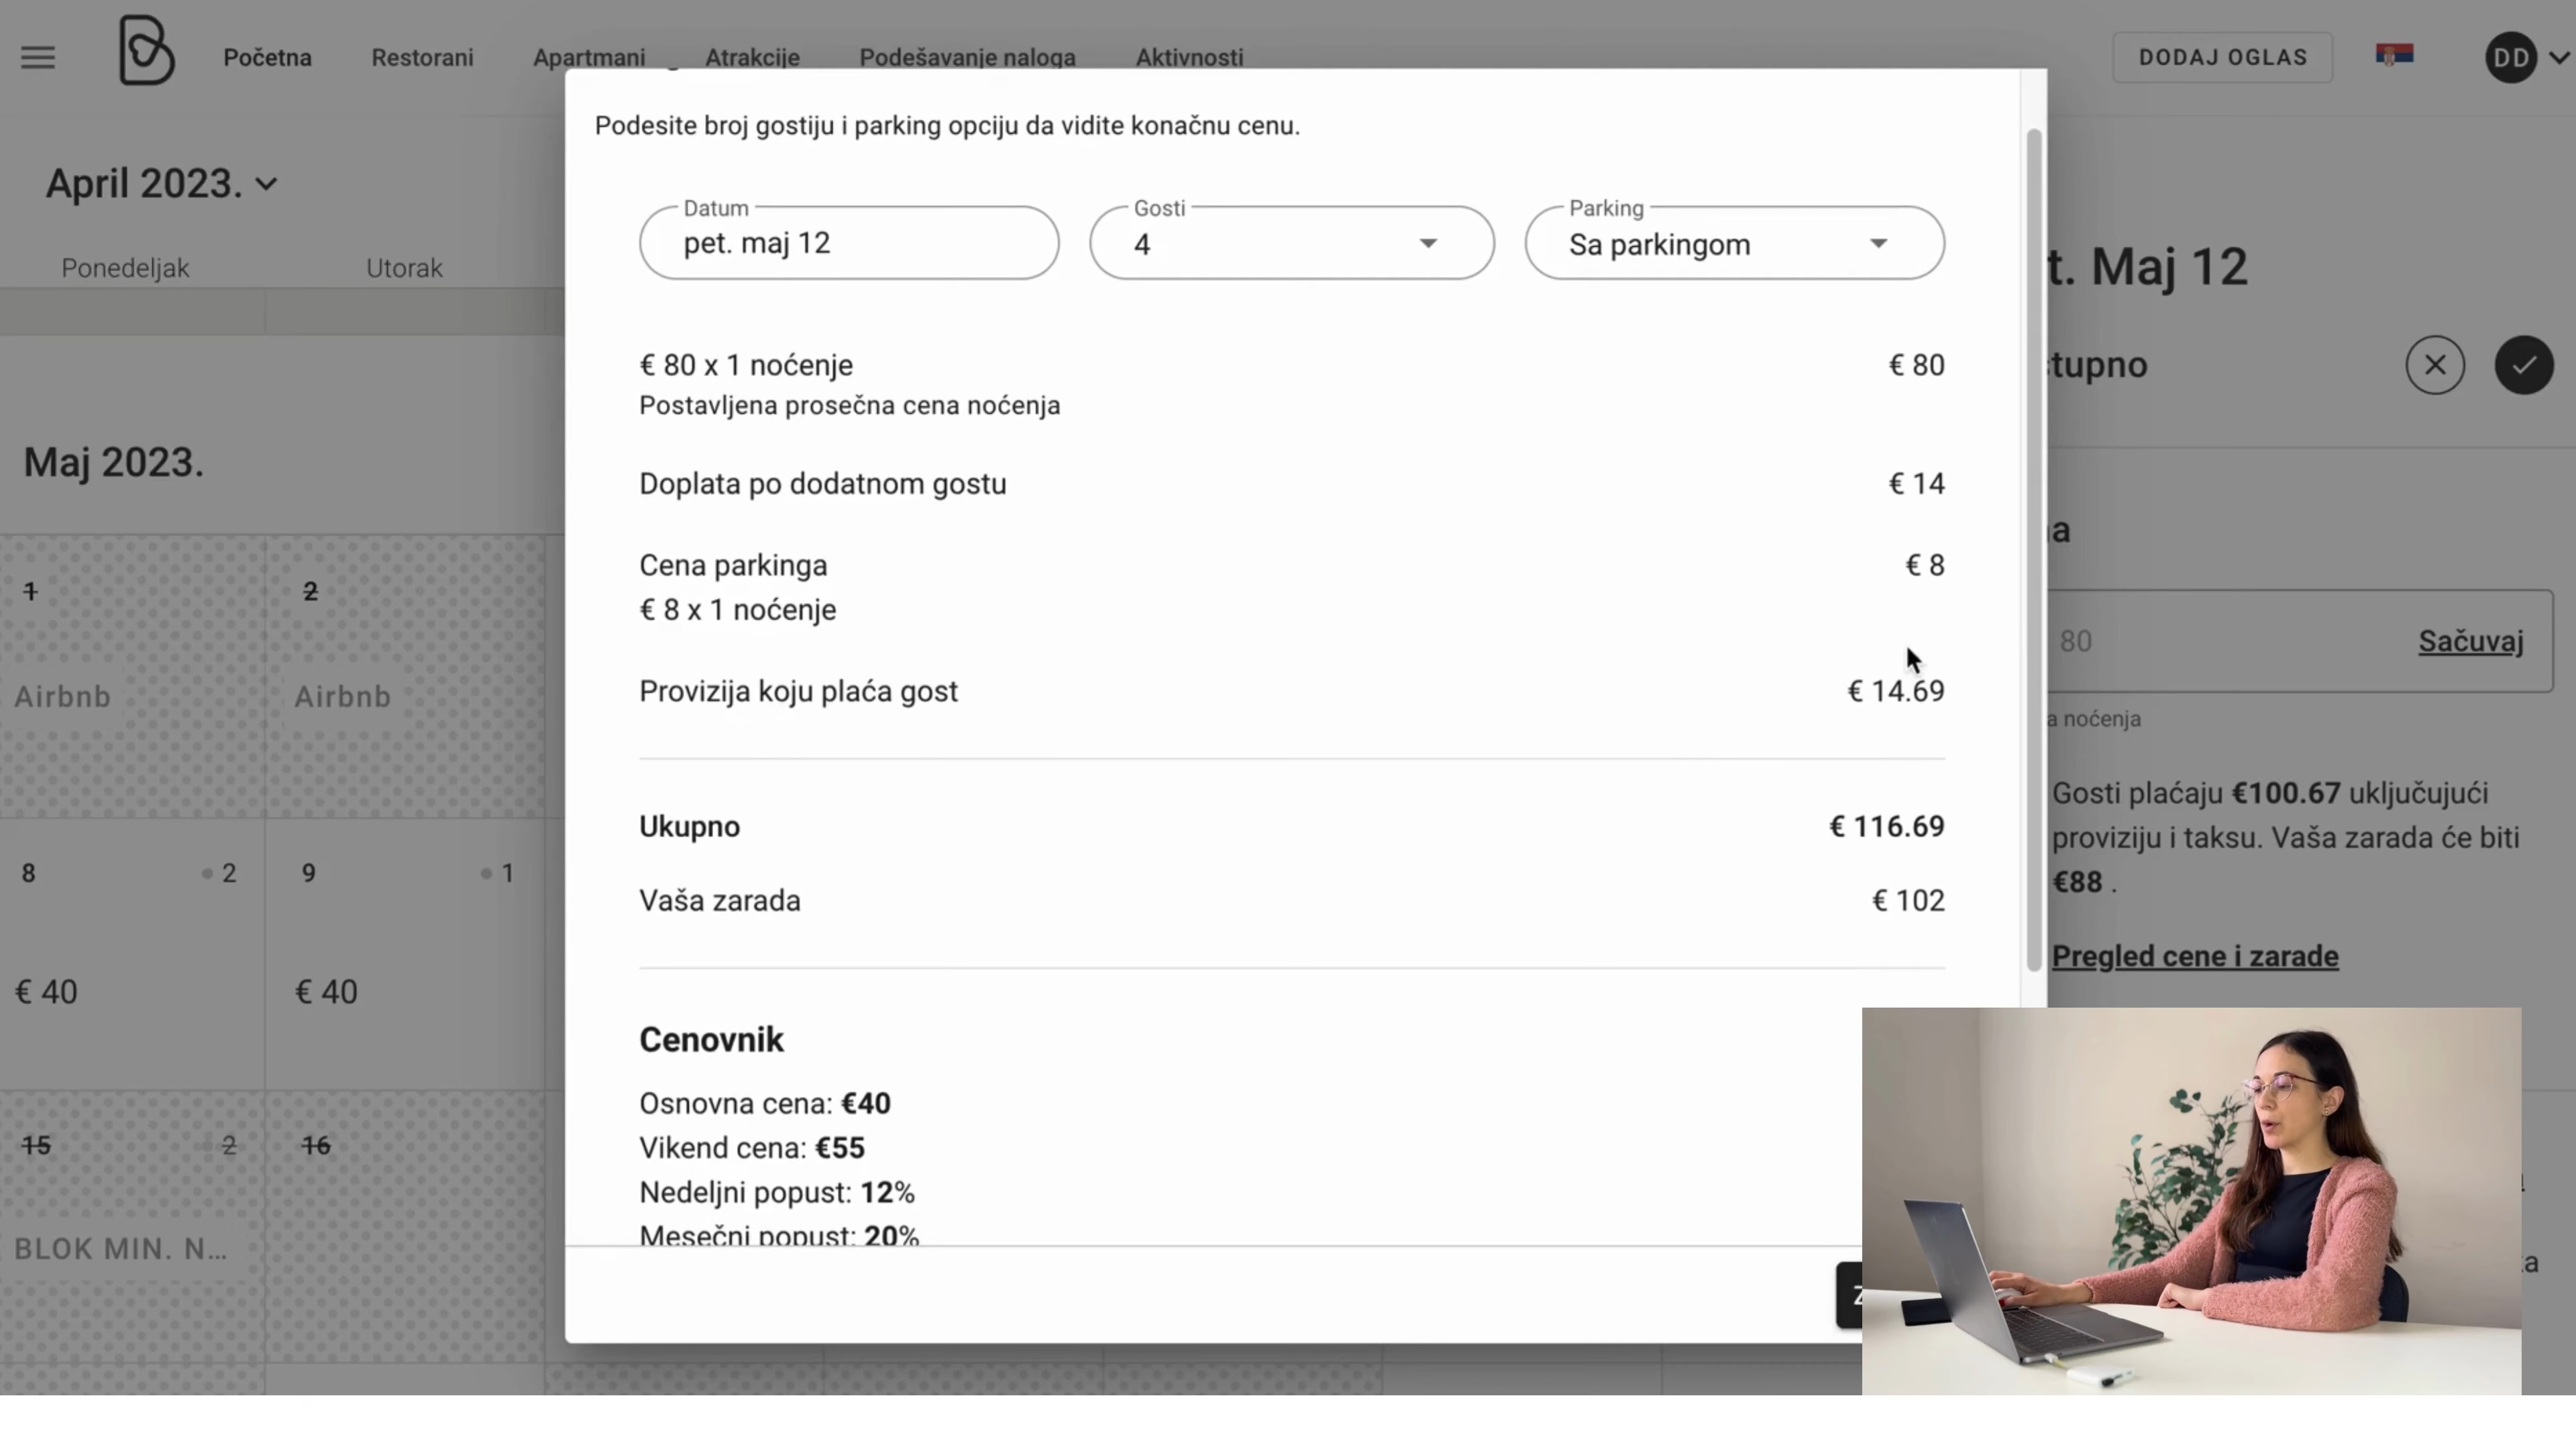 Početna
Restorani
Apartmani
Atrakcije
Podešavanje naloga
Aktivnosti
DODAJ OGLAS
DD
April 2023.
Ponedeljak
Utorak
Maj 2023.
1
2
Airbnb
Airbnb
8
2
9
1
€ 40
€ 40
15
2
16
BLOK MIN. N...
Podesite broj gostiju i parking opciju da vidite konačnu cenu.
Datum
pet. maj 12
Gosti
4
Parking
Sa parkingom
€ 80 x 1 noćenje
€ 80
Postavljena prosečna cena noćenja
Doplata po dodatnom gostu
€ 14
Cena parkinga
€ 8
€ 8 x 1 noćenje
Provizija koju plaća gost
€ 14.69
Ukupno
€ 116.69
Vaša zarada
€ 102
Cenovnik
Osnovna cena: €40
Vikend cena: €55
Nedeljni popust: 12%
Mesečni popust: 20%
t. Maj 12
tupno
80
Sačuvaj
a noćenja
Gosti plaćaju €100.67 uključujući
proviziju i taksu. Vaša zarada će biti
€88 .
Pregled cene i zarade